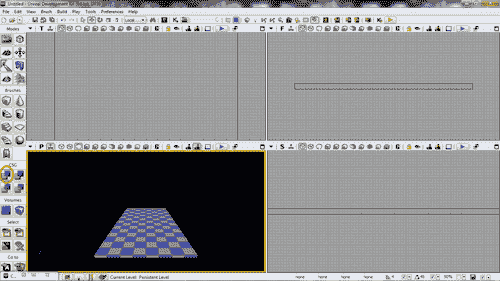 Untitled - Unreal Development Kit
File Edit View Brush Build Play Tools Preferences Help
Modes
T
F
Look
Brushes
P
S
CSG
Volumes
Select
Go to
Current Level: Persistent Level
none none none none none